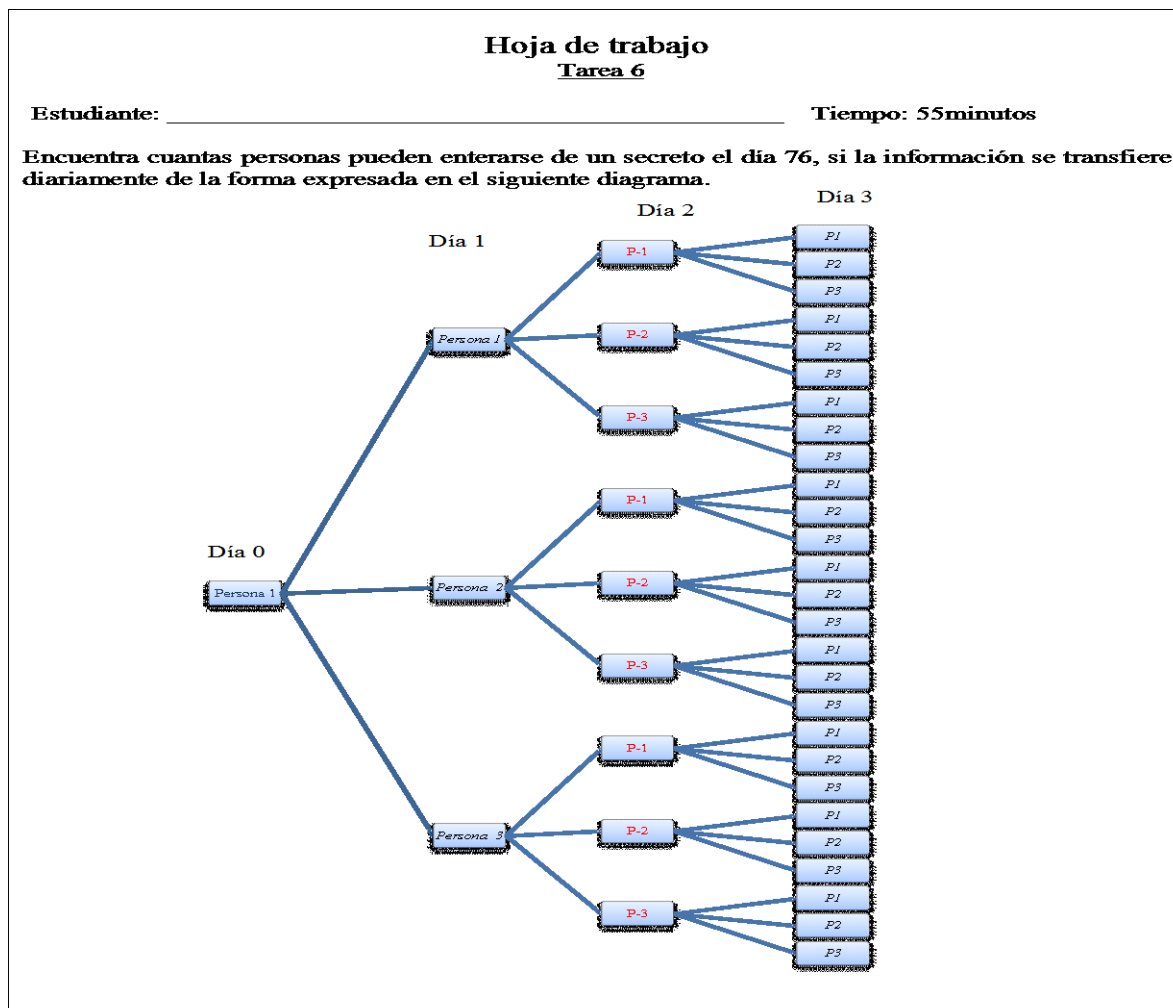 Hoja de trabajo
Tarea 6
Estudiante: ____________________ Tiempo: 55minutos
Encuentra cuantas personas pueden enterarse de un secreto el día 76, si la información se transfiere
diariamente de la forma expresada en el siguiente diagrama.
Día 0
Persona 1
Día 1
Persona 1
Persona 2
Persona 3
Día 2
P-1
P-2
P-3
P-1
P-2
P-3
P-1
P-2
P-3
Día 3
P1
P2
P3
P1
P2
P3
P1
P2
P3
P1
P2
P3
P1
P2
P3
P1
P2
P3
P1
P2
P3
P1
P2
P3
P1
P2
P3